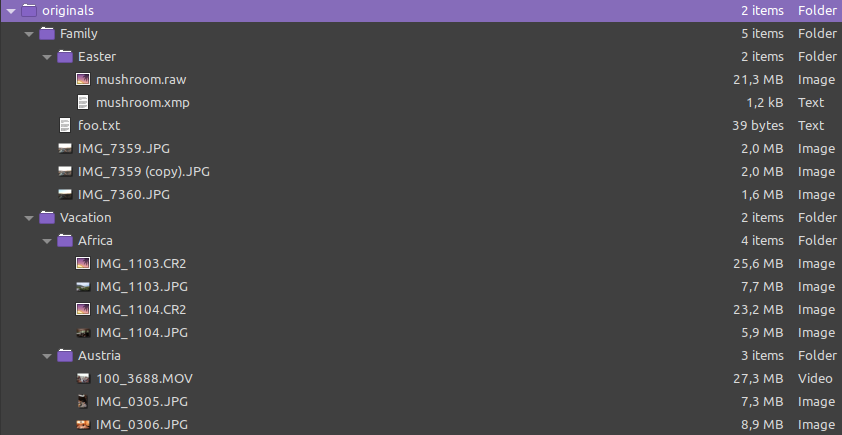 originals 2 items Folder
Family 5 items Folder
Easter 2 items Folder
mushroom.raw 21,3 MB Image
mushroom.xmp 1,2 kB Text
foo.txt 39 bytes Text
IMG_7359.JPG 2,0 MB Image
IMG_7359 (copy).JPG 2,0 MB Image
IMG_7360.JPG 1,6 MB Image
Vacation 2 items Folder
Africa 4 items Folder
IMG_1103.CR2 25,6 MB Image
IMG_1103.JPG 7,7 MB Image
IMG_1104.CR2 23,2 MB Image
IMG_1104.JPG 5,9 MB Image
Austria 3 items Folder
100_3688.MOV 27,3 MB Video
IMG_0305.JPG 7,3 MB Image
IMG_0306.JPG 8,9 MB Image